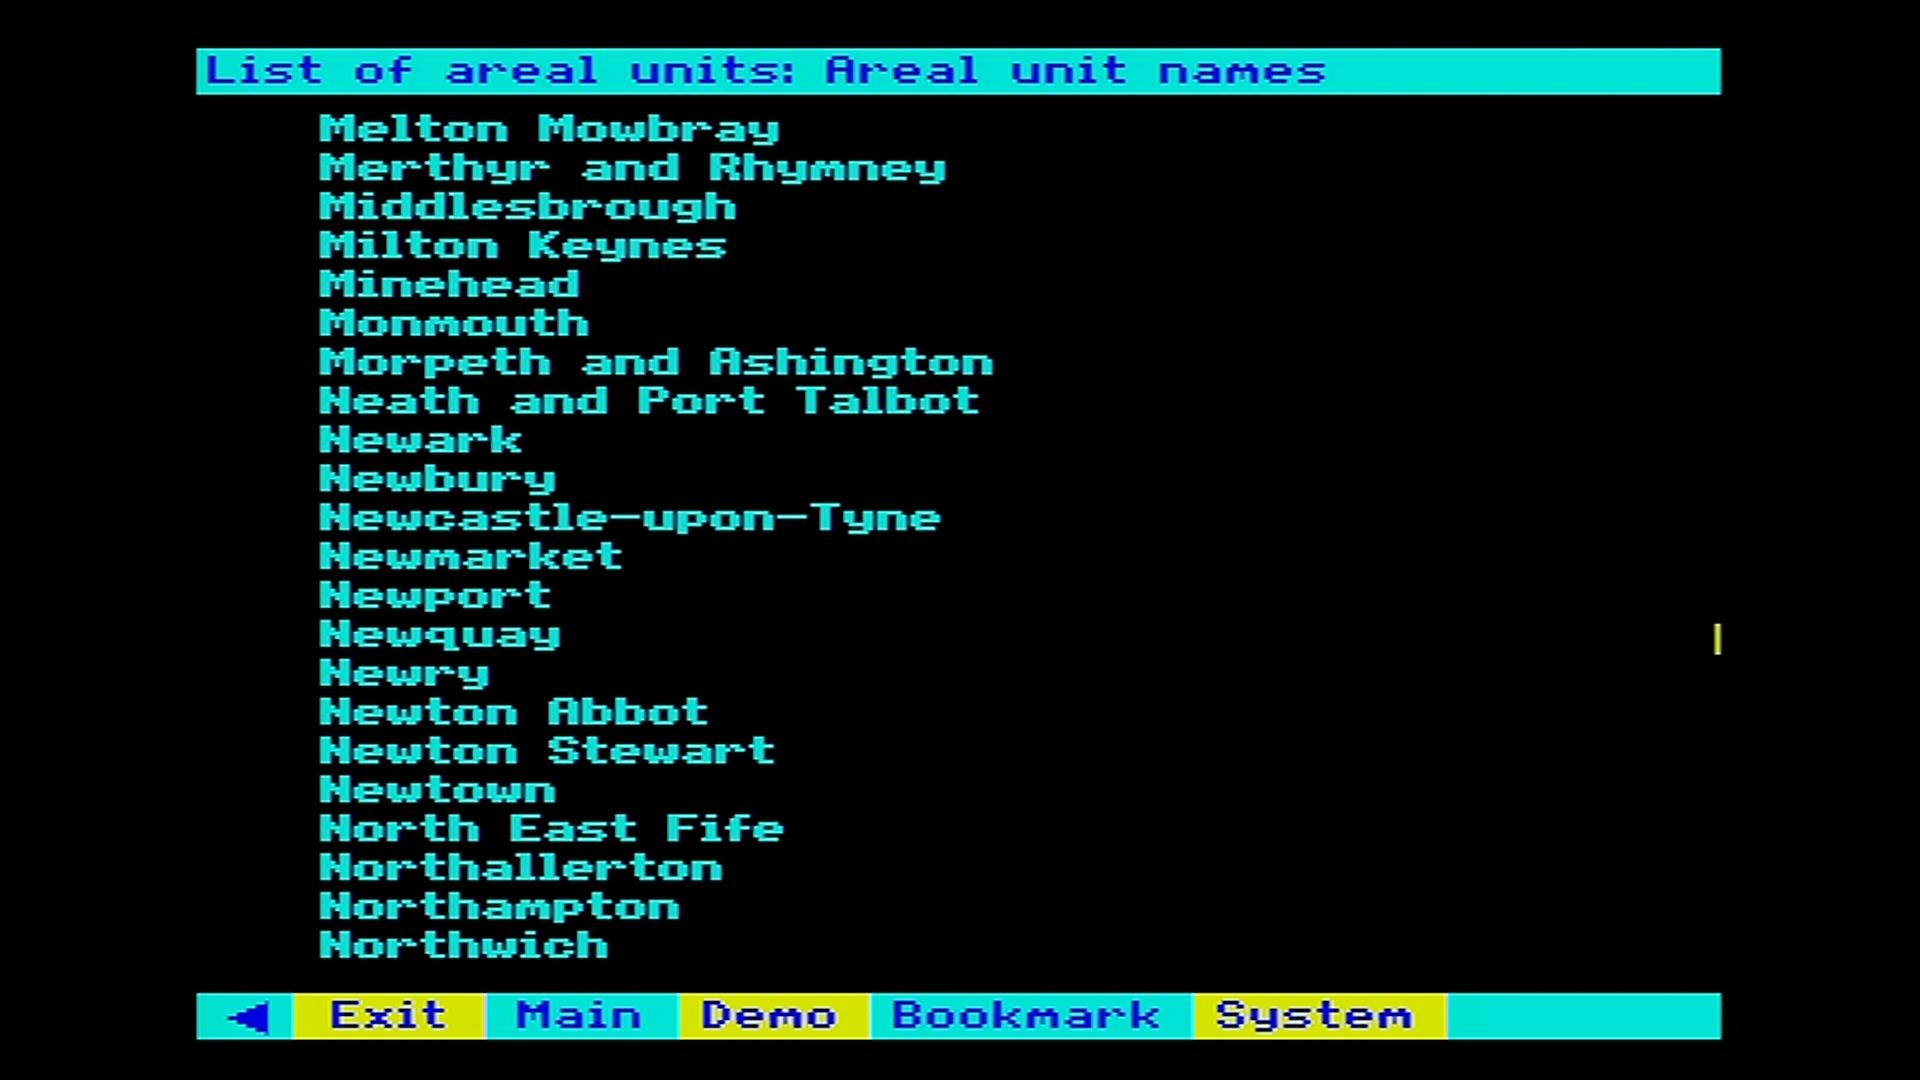 List of areal units: Areal unit names
Melton Mowbray
Merthyr and Rhymney
Middlesbrough
Milton Keynes
Minehead
Monmouth
Morpeth and Ashington
Neath and Port Talbot
Newark
Newbury
Newcastle-upon-Tyne
Newmarket
Newport
Newquay
Newry
Newton Abbot
Newton Stewart
Newtown
North East Fife
Northallerton
Northampton
Northwich
Exit Main Demo Bookmark System